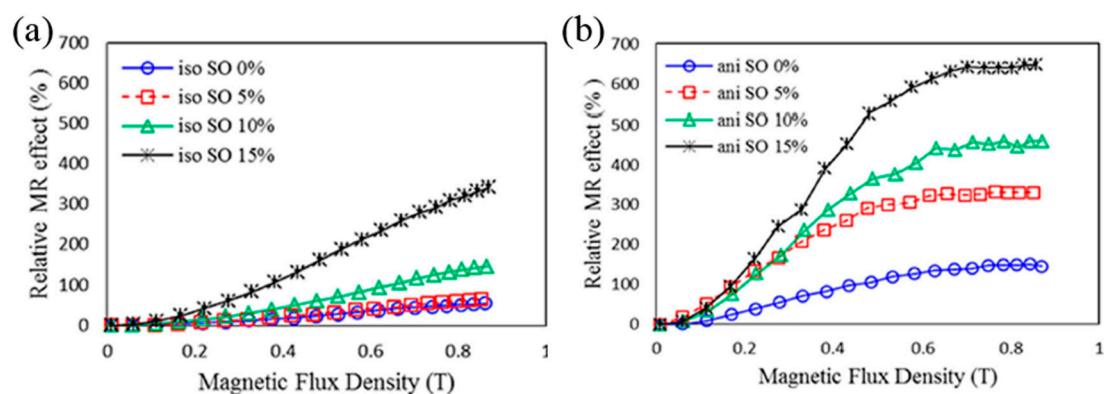 (a)
Relative MR effect (%)
700
600
500
400
300
200
100
0
iso SO 0%
iso SO 5%
iso SO 10%
iso SO 15%
0
0.2
0.4
0.6
0.8
1
Magnetic Flux Density (T)
(b)
Relative MR effect (%)
700
600
500
400
300
200
100
0
ani SO 0%
ani SO 5%
ani SO 10%
ani SO 15%
0
0.2
0.4
0.6
0.8
1
Magnetic Flux Density (T)